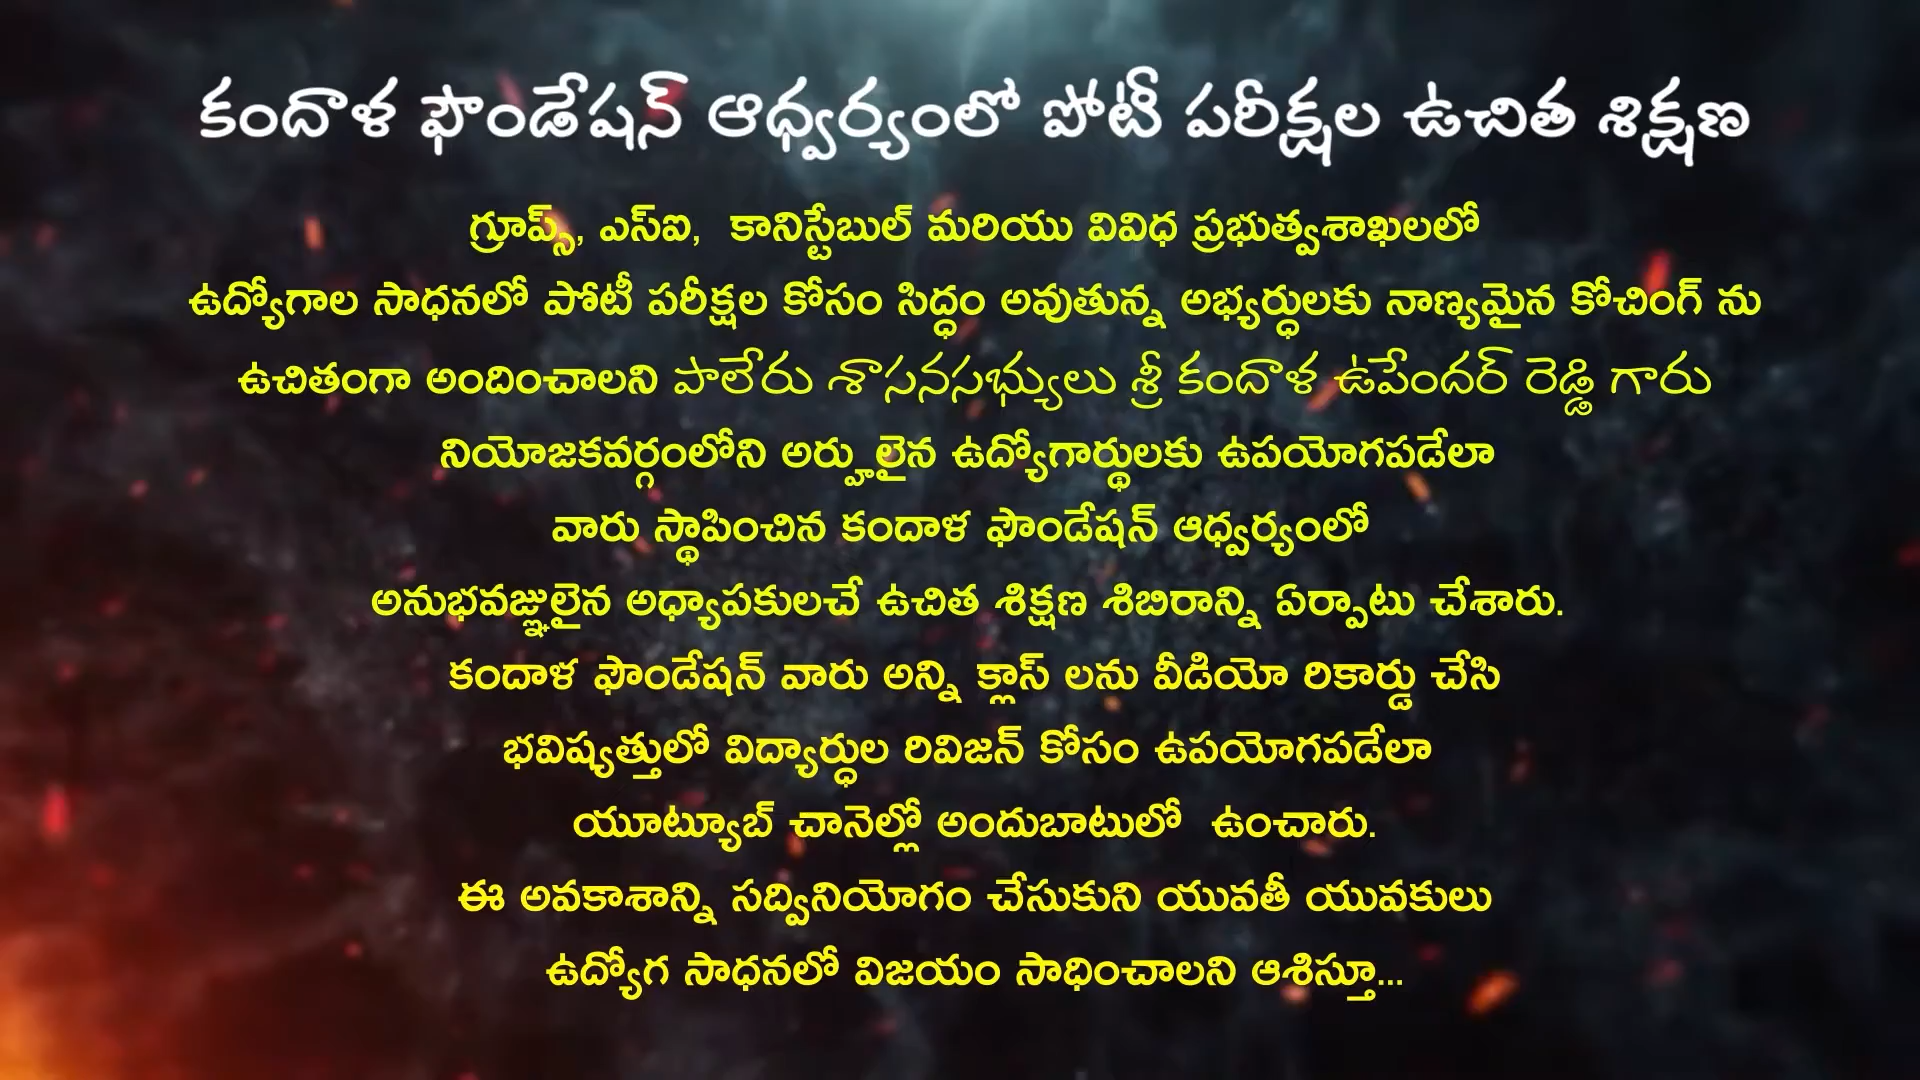 కందాళ ఫౌండేషన్ ఆధ్వర్యంలో పోటీ పరీక్షల ఉచిత శిక్షణ
గ్రూప్స్, ఎస్ఐ,  కానిస్టేబుల్ మరియు వివిధ ప్రభుత్వశాఖలలో
ఉద్యోగాల సాధనలో పోటీ పరీక్షల కోసం సిద్ధం అవుతున్న అభ్యర్ధులకు నాణ్యమైన కోచింగ్ ను
ఉచితంగా అందించాలని పాలేరు శాసనసభ్యులు శ్రీ కందాళ ఉపేందర్ రెడ్డి గారు
నియోజకవర్గంలోని అర్హులైన ఉద్యోగార్థులకు ఉపయోగపడేలా
వారు స్థాపించిన కందాళ ఫౌండేషన్ ఆధ్వర్యంలో
అనుభవజ్ఞులైన అధ్యాపకులచే ఉచిత శిక్షణ శిబిరాన్ని ఏర్పాటు చేశారు.
కందాళ ఫౌండేషన్ వారు అన్ని క్లాస్ లను వీడియో రికార్డు చేసి
భవిష్యత్తులో విద్యార్ధుల రివిజన్ కోసం ఉపయోగపడేలా
యూట్యూబ్ చానెల్లో అందుబాటులో  ఉంచారు.
ఈ అవకాశాన్ని సద్వినియోగం చేసుకుని యువతీ యువకులు
ఉద్యోగ సాధనలో విజయం సాధించాలని ఆశిస్తూ...